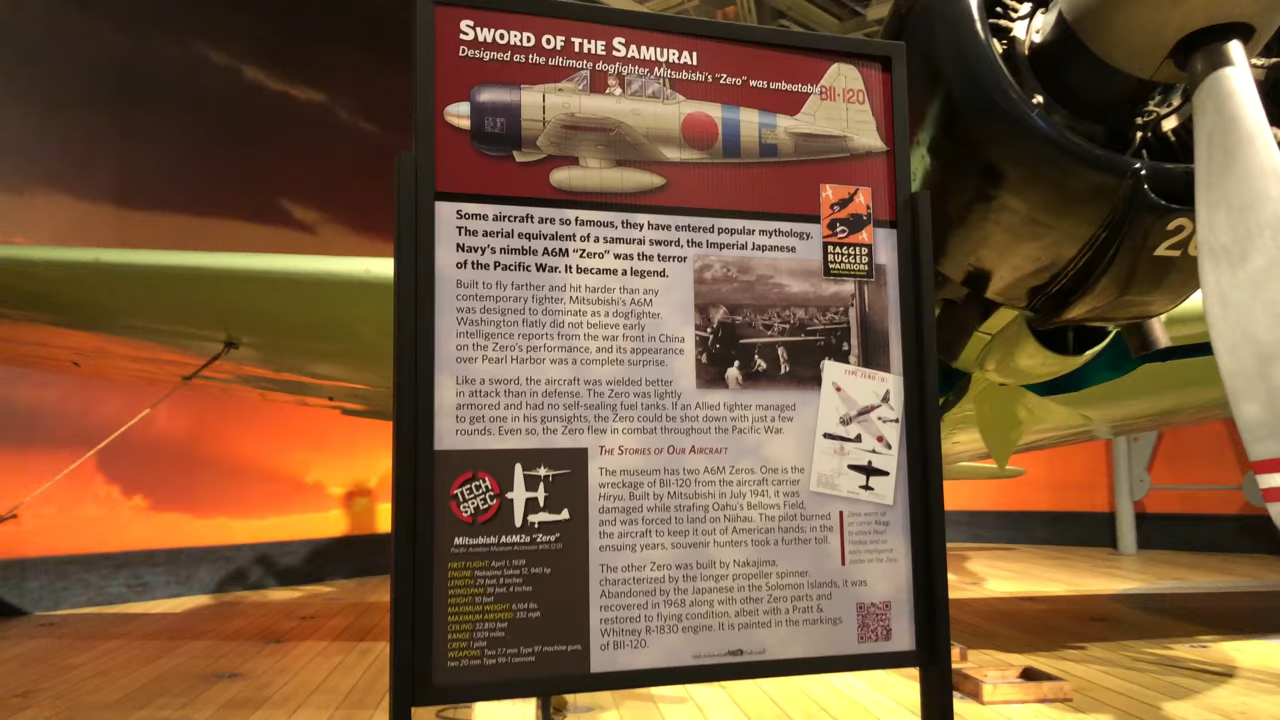 SWORD OF THE SAMURAI
Designed as the ultimate dogfighter, Mitsubishi's "Zero" was unbeatable
BII-120
RAGGED
RUGGED
WARRIORS
Some aircraft are so famous, they have entered popular mythology.
The aerial equivalent of a samurai sword, the Imperial Japanese
Navy's nimble A6M "Zero" was the terror
of the Pacific War. It became a legend.
Built to fly farther and hit harder than any
contemporary fighter, Mitsubishi's A6M
was designed to dominate as a dogfighter.
Washington flatly did not believe early
intelligence reports from the war front in China
on the Zero's performance, and its appearance
over Pearl Harbor was a complete surprise.
Like a sword, the aircraft was wielded better
in attack than in defense. The Zero was lightly
armored and had no self-sealing fuel tanks. If an Allied fighter managed
to get one in his gunsights, the Zero could be shot down with just a few
rounds. Even so, the Zero flew in combat throughout the Pacific War.
TYPE ZERO
THE STORIES OF OUR AIRCRAFT
The museum has two A6M Zeros. One is the
wreckage of BII-120 from the aircraft carrier
Hiryu. Built by Mitsubishi in July 1941, it was
damaged while strafing Oahu's Bellows Field,
and was forced to land on Niihau. The pilot burned
the aircraft to keep it out of American hands; in the
ensuing years, souvenir hunters took a further toll.
The other Zero was built by Nakajima,
characterized by the longer propeller spinner.
Abandoned by the Japanese in the Solomon Islands, it was
recovered in 1968 along with other Zero parts and
restored to flying condition, albeit with a Pratt &
Whitney R-1830 engine. It is painted in the markings
of BII-120.
Zeros warm up
on carrier Akagi
to attack Pearl
Harbor, and an
early intelligence
poster on the Zero.
TECH
SPEC
Mitsubishi A6M2a "Zero"
Pacific Aviation Museum Accession #06.12.01
FIRST FLIGHT: April 1, 1939
ENGINE: Nakajima Sakae 12, 940 hp
LENGTH: 29 feet, 8 inches
WINGSPAN: 39 feet, 4 inches
HEIGHT: 10 feet
MAXIMUM WEIGHT: 6,164 lbs.
MAXIMUM AIRSPEED: 332 mph
CEILING: 32,810 feet
RANGE: 1,929 miles
CREW: 1 pilot
WEAPONS: Two 7.7 mm Type 97 machine guns,
two 20 mm Type 99-1 cannons